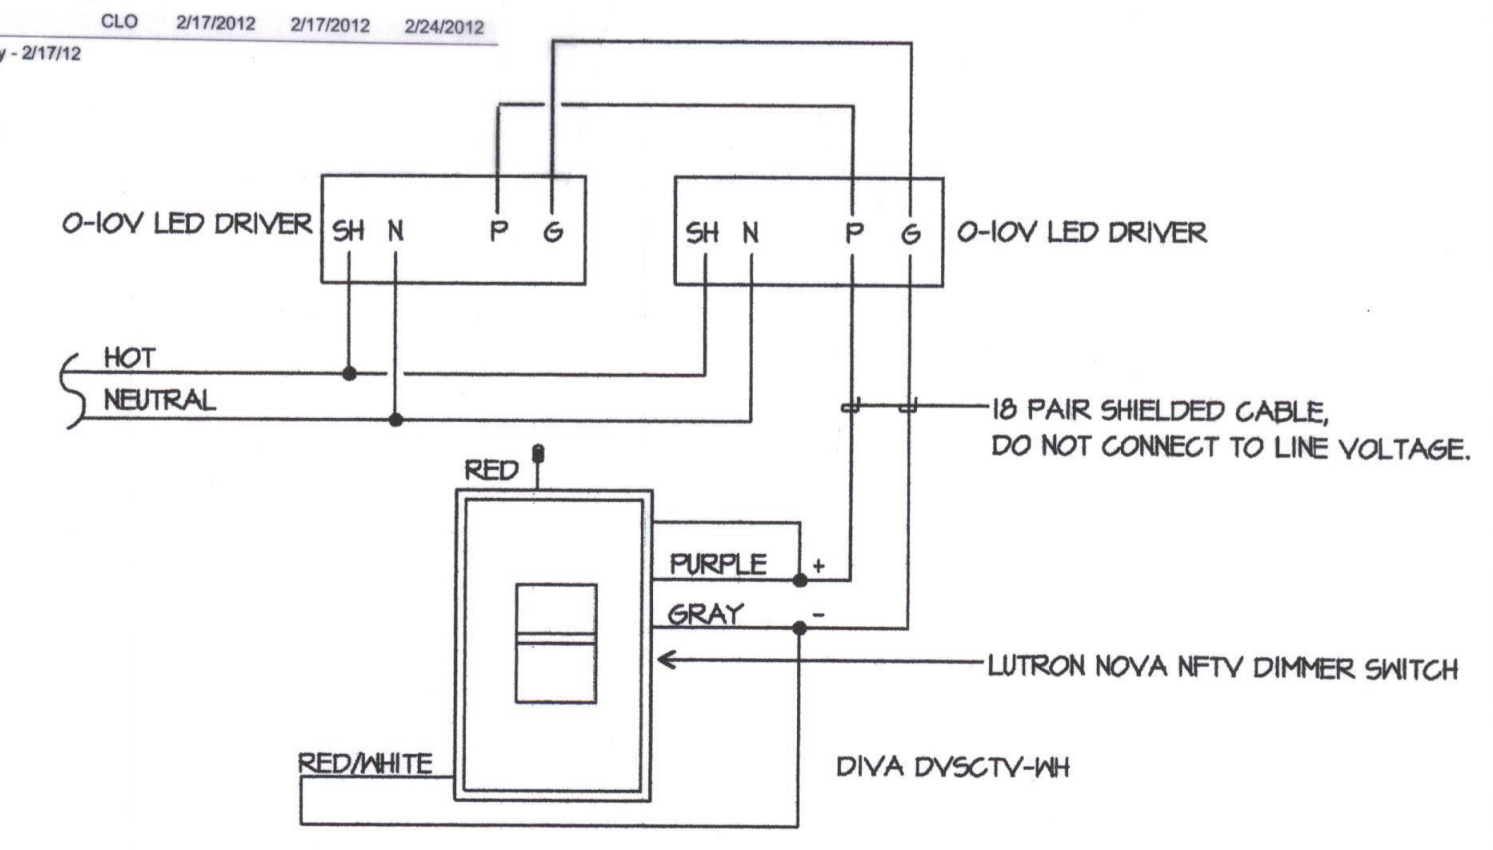 CLO 2/17/2012 2/17/2012 2/24/2012
y - 2/17/12
0-10V LED DRIVER
SH N P G
SH N P G
0-10V LED DRIVER
HOT
NEUTRAL
18 PAIR SHIELDED CABLE,
DO NOT CONNECT TO LINE VOLTAGE.
RED
PURPLE +
GRAY -
LUTRON NOVA NFTV DIMMER SWITCH
RED/WHITE
DIVA DVSCTV-WH